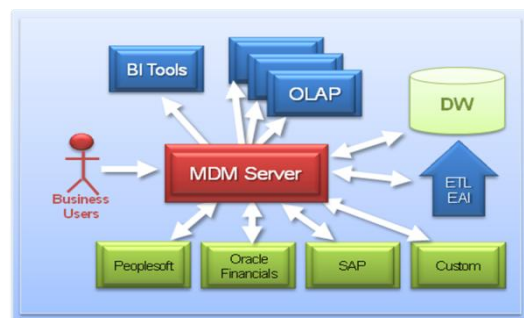 BI Tools
OLAP
DW
MDM Server
Business
Users
ETL
EAI
Peoplesoft
Oracle
Financials
SAP
Custom